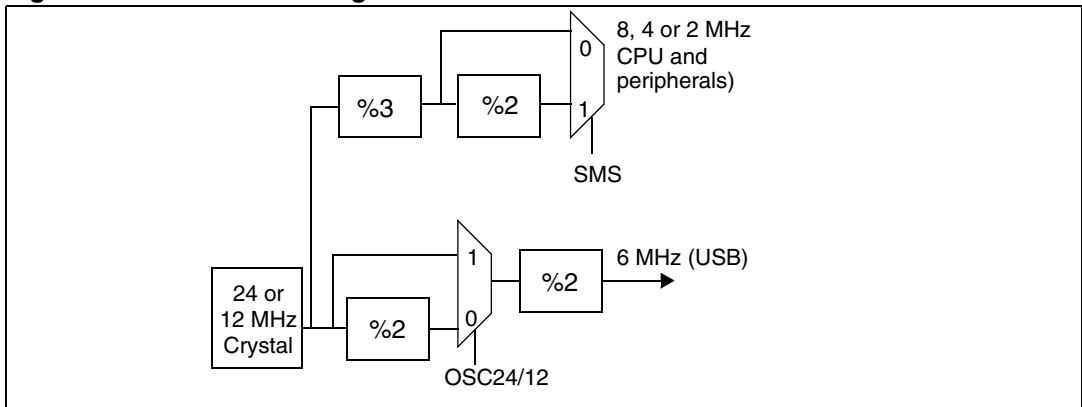 0
8, 4 or 2 MHz
CPU and
peripherals)
%3
%2
1
SMS
1
6 MHz (USB)
%2
24 or
12 MHz
Crystal
%2
0
OSC24/12